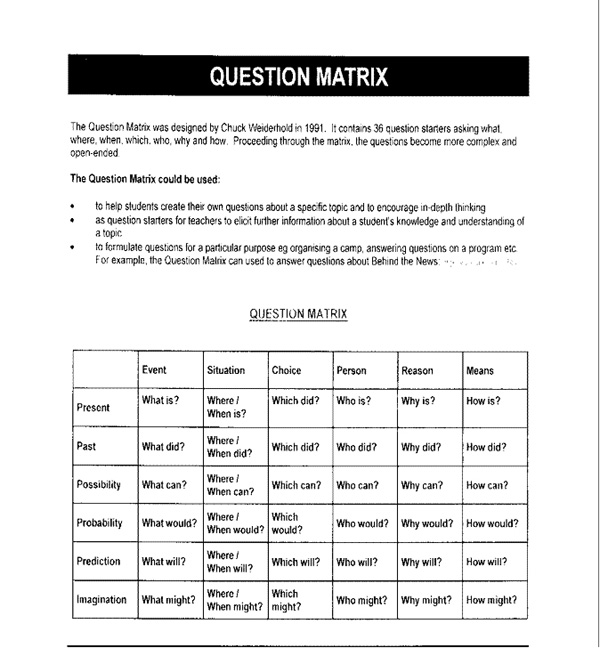 QUESTION MATRIX
The Question Matrix was designed by Chuck Weiderhold in 1991. It contains 36 question starters asking what,
where, when, which, who, why and how. Proceeding through the matrix, the questions become more complex and
open-ended.
The Question Matrix could be used:
• to help students create their own questions about a specific topic and to encourage in-depth thinking
• as question starters for teachers to elicit further information about a student's knowledge and understanding of
a topic
• to formulate questions for a particular purpose eg organising a camp, answering questions on a program etc.
For example, the Question Matrix can used to answer questions about Behind the News:
QUESTION MATRIX
Event Situation Choice Person Reason Means
Present What is? Where / When is? Which did? Who is? Why is? How is?
Past What did? Where / When did? Which did? Who did? Why did? How did?
Possibility What can? Where / When can? Which can? Who can? Why can? How can?
Probability What would? Where / When would? Which would? Who would? Why would? How would?
Prediction What will? Where / When will? Which will? Who will? Why will? How will?
Imagination What might? Where / When might? Which might? Who might? Why might? How might?